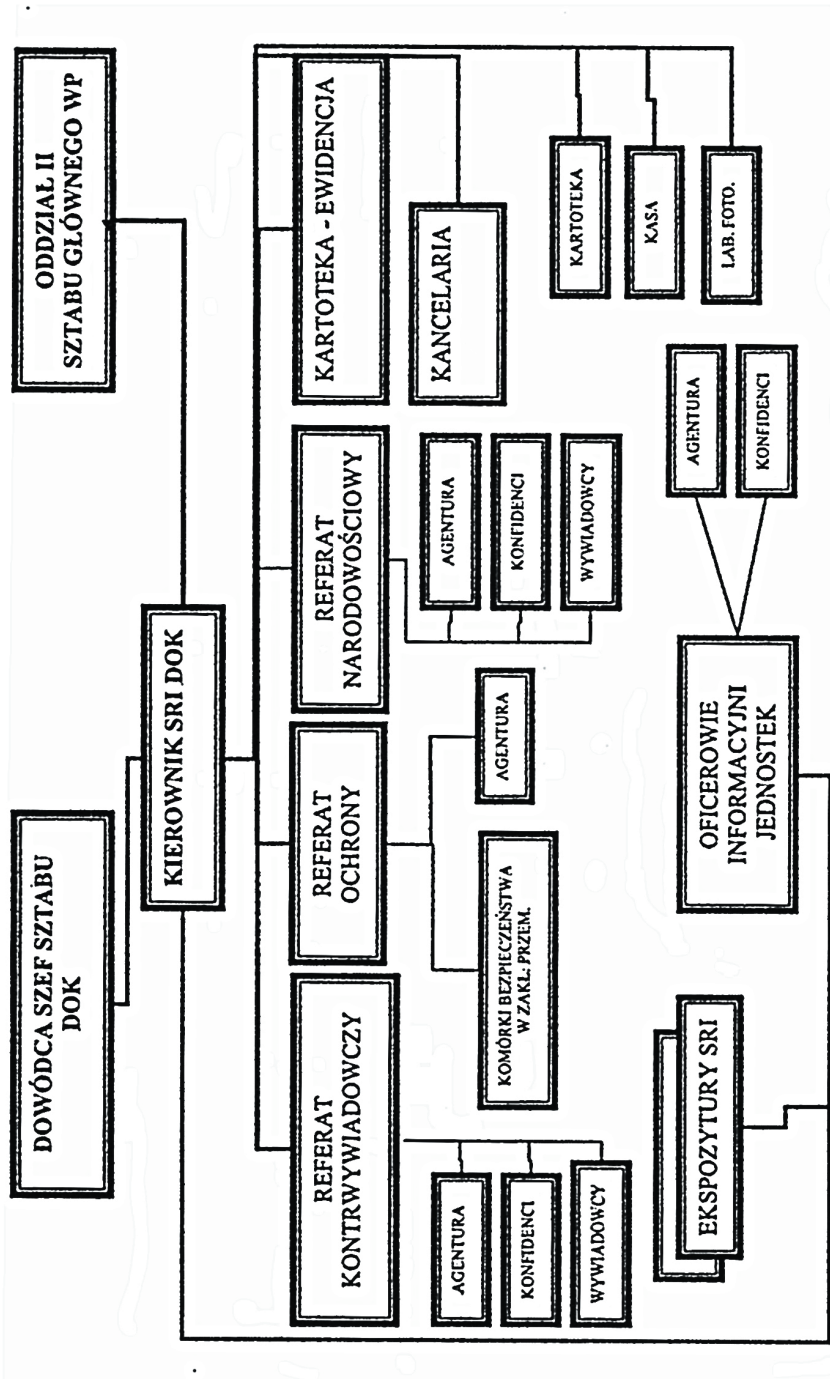 DOWÓDCA SZEF SZTABU
DOK
ODDZIAŁ II
SZTABU GŁÓWNEGO WP
KIEROWNIK SRI DOK
REFERAT
KONTRWYWIADOWCZY
REFERAT
OCHRONY
REFERAT
NARODOWOŚCIOWY
KARTOTEKA - EWIDENCJA
AGENTURA
KONFIDENCI
WYWIADOWCY
KOMÓRKI BEZPIECZEŃSTWA
W ZAKŁ: PRZEM.
AGENTURA
AGENTURA
KONFIDENCI
WYWIADOWCY
KANCELARIA
KARTOTEKA
KASA
LAB. FOTO.
EKSPOZYTURY SRI
OFICEROWIE
INFORMACYJNI
JEDNOSTEK
AGENTURA
KONFIDENCI